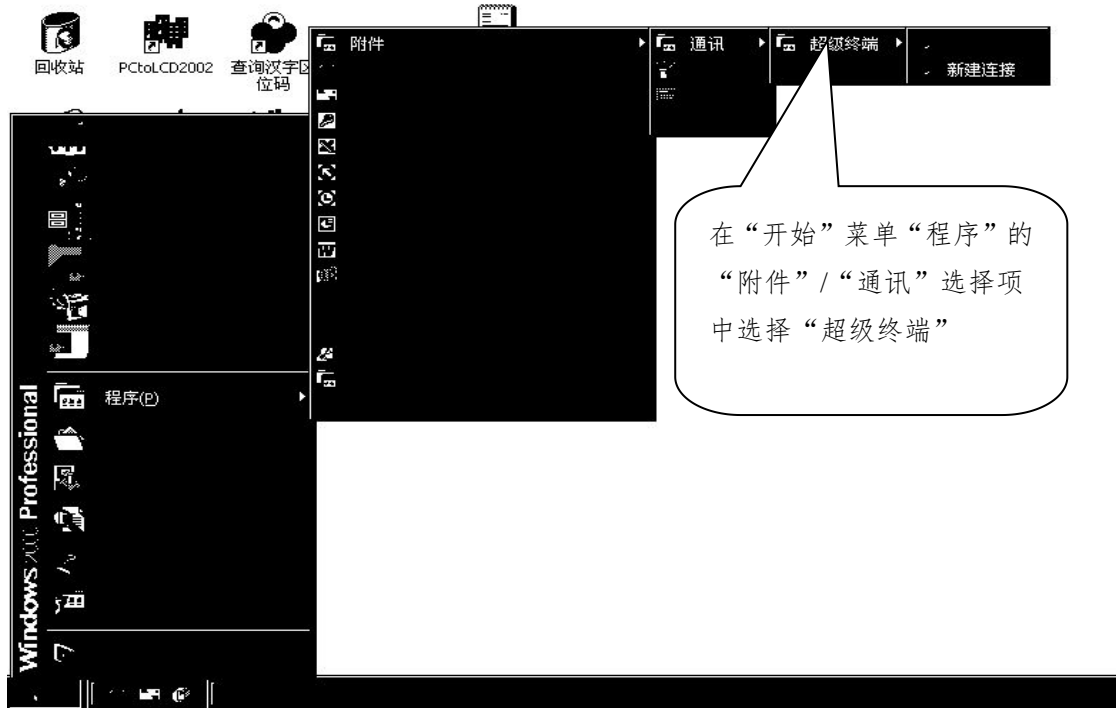 回收站
PCtoLCD2002
查询汉字区
位码
附件
通讯
超级终端
新建连接
在“开始”菜单“程序”的
“附件”/“通讯”选择项
中选择“超级终端”
程序(P)
Windows 2000 Professional